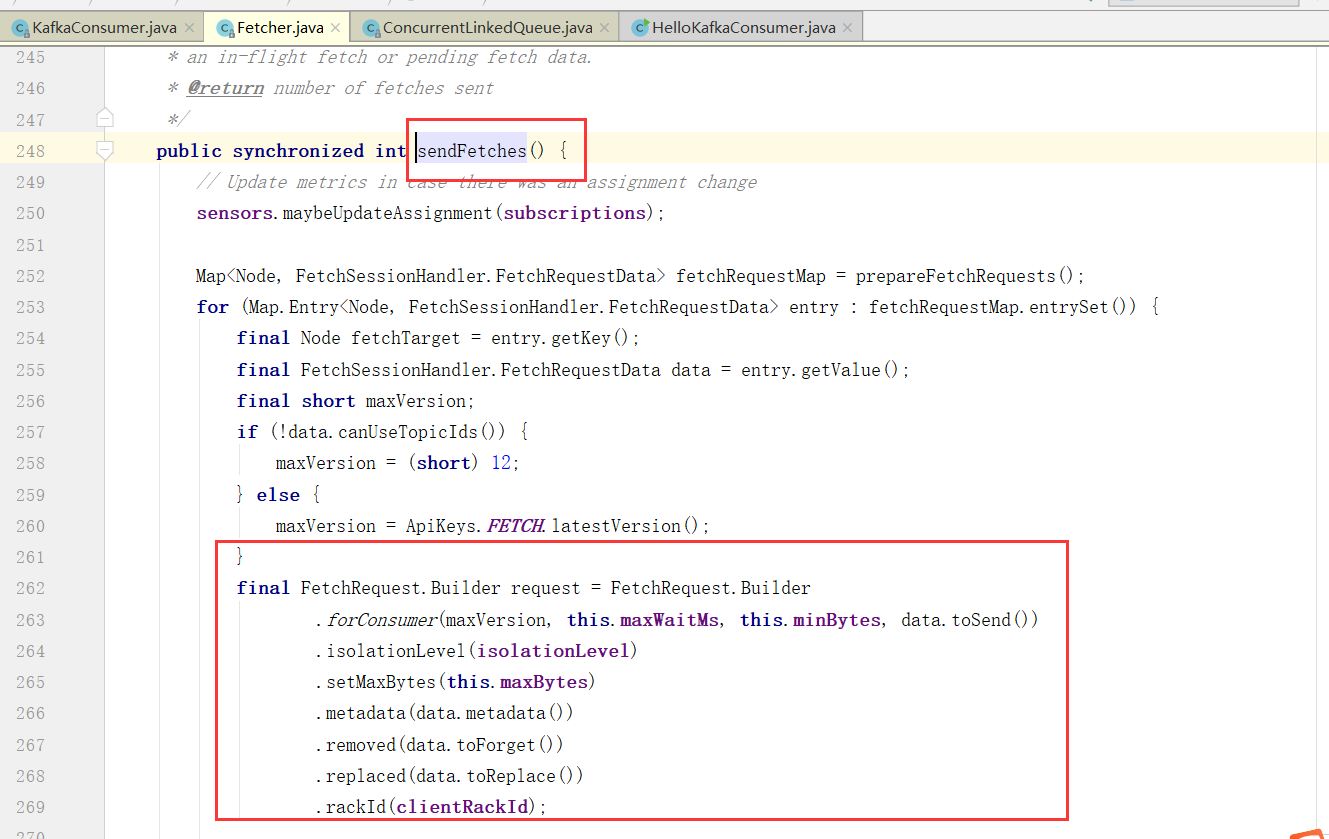 KafkaConsumer.java × Fetcher.java × ConcurrentLinkedQueue.java × HelloKafkaConsumer.java ×
245 * an in-flight fetch or pending fetch data.
246 * @return number of fetches sent
247 */
248 public synchronized int sendFetches() {
249 // Update metrics in case there was an assignment change
250 sensors.maybeUpdateAssignment(subscriptions);
251
252 Map<Node, FetchSessionHandler.FetchRequestData> fetchRequestMap = prepareFetchRequests();
253 for (Map.Entry<Node, FetchSessionHandler.FetchRequestData> entry : fetchRequestMap.entrySet()) {
254 final Node fetchTarget = entry.getKey();
255 final FetchSessionHandler.FetchRequestData data = entry.getValue();
256 final short maxVersion;
257 if (!data.canUseTopicIds()) {
258 maxVersion = (short) 12;
259 } else {
260 maxVersion = ApiKeys.FETCH.latestVersion();
261 }
262 final FetchRequest.Builder request = FetchRequest.Builder
263 .forConsumer(maxVersion, this.maxWaitMs, this.minBytes, data.toSend())
264 .isolationLevel(isolationLevel)
265 .setMaxBytes(this.maxBytes)
266 .metadata(data.metadata())
267 .removed(data.toForget())
268 .replaced(data.toReplace())
269 .rackId(clientRackId);
270